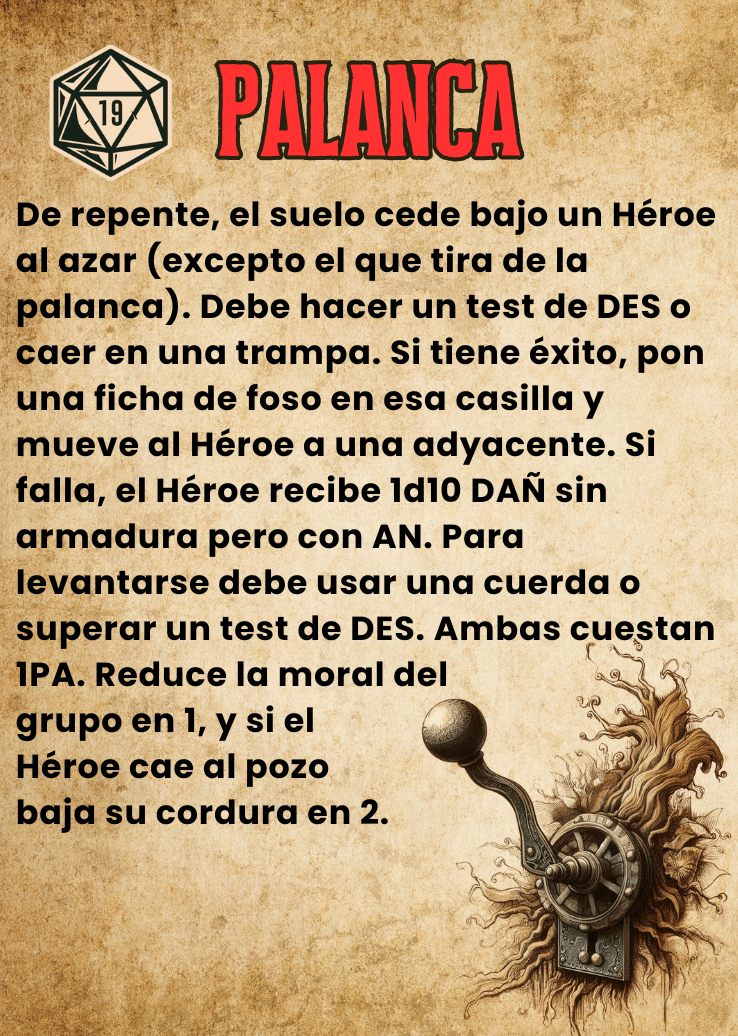 19
PALANCA
De repente, el suelo cede bajo un Héroe
al azar (excepto el que tira de la
palanca). Debe hacer un test de DES o
caer en una trampa. Si tiene éxito, pon
una ficha de foso en esa casilla y
mueve al Héroe a una adyacente. Si
falla, el Héroe recibe 1d10 DAÑ sin
armadura pero con AN. Para
levantarse debe usar una cuerda o
superar un test de DES. Ambas cuestan
1PA. Reduce la moral del
grupo en 1, y si el
Héroe cae al pozo
baja su cordura en 2.